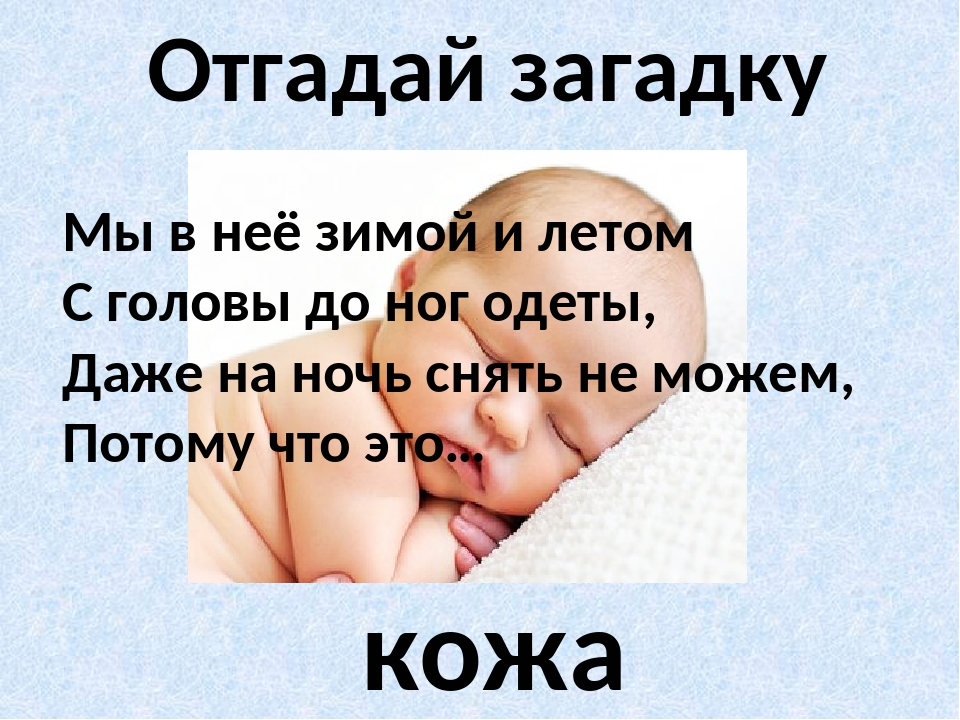 Отгадай загадку
Мы в неё зимой и летом
С головы до ног одеты,
Даже на ночь снять не можем,
Потому что это...
кожа